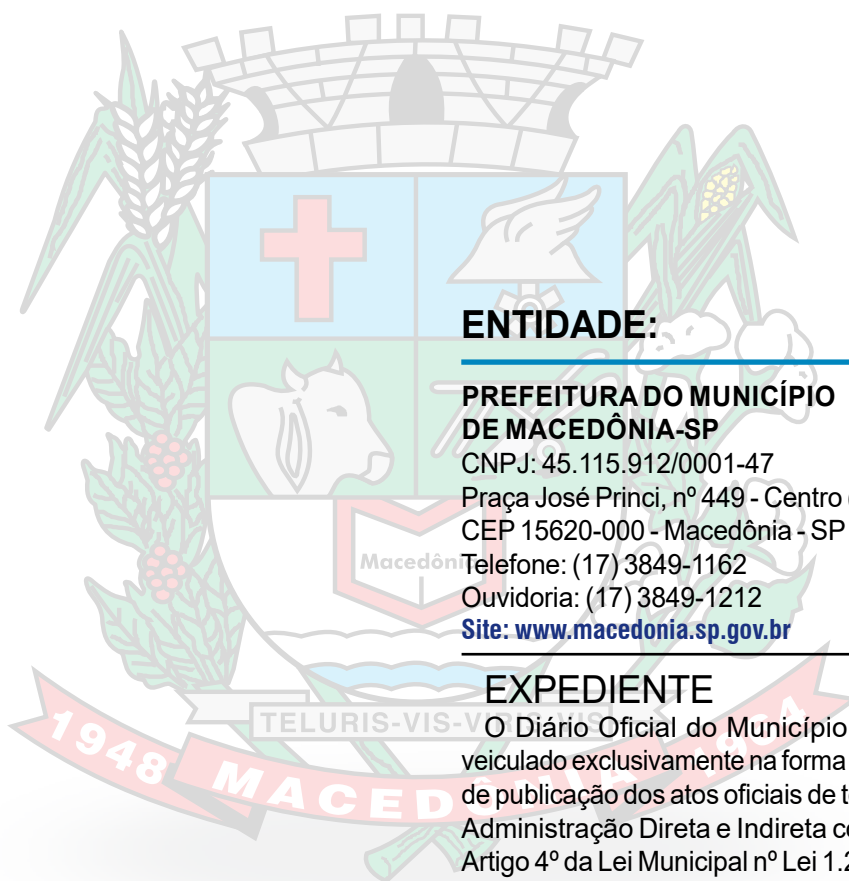 ENTIDADE:
PREFEITURA DO MUNICÍPIO
DE MACEDÔNIA-SP
CNPJ: 45.115.912/0001-47
Praça José Princi, nº 449 - Centro
CEP 15620-000 - Macedônia - SP
Telefone: (17) 3849-1162
Ouvidoria: (17) 3849-1212
Site: www.macedonia.sp.gov.br
EXPEDIENTE
O Diário Oficial do Município
veiculado exclusivamente na forma
de publicação dos atos oficiais de
Administração Direta e Indireta
Artigo 4º da Lei Municipal nº Lei
TELURIS-VIS-
1948 MACEDÔNIA 1964